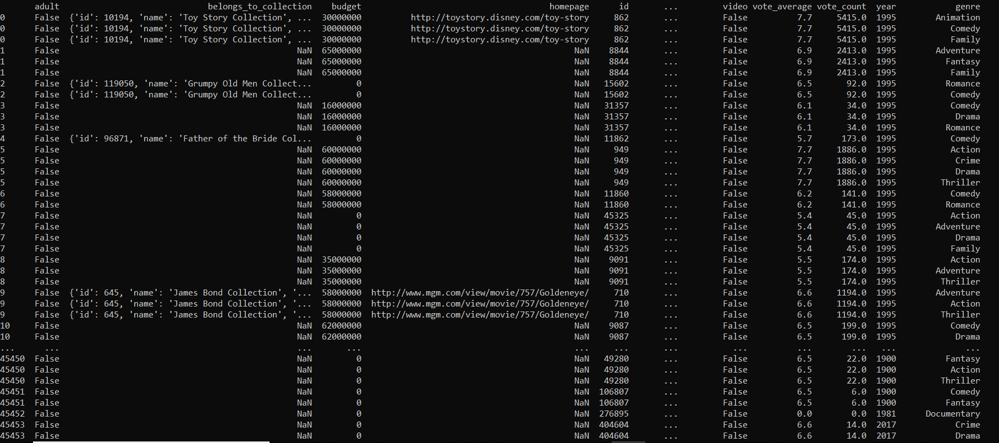 adult belongs_to_collection budget homepage id ... video vote_average vote_count year genre
0 False {'id': 10194, 'name': 'Toy Story Collection', ... 30000000 http://toystory.disney.com/toy-story 862 ... False 7.7 5415.0 1995 Animation
0 False {'id': 10194, 'name': 'Toy Story Collection', ... 30000000 http://toystory.disney.com/toy-story 862 ... False 7.7 5415.0 1995 Comedy
0 False {'id': 10194, 'name': 'Toy Story Collection', ... 30000000 http://toystory.disney.com/toy-story 862 ... False 7.7 5415.0 1995 Family
1 False NaN 65000000 NaN 8844 ... False 6.9 2413.0 1995 Adventure
1 False NaN 65000000 NaN 8844 ... False 6.9 2413.0 1995 Fantasy
1 False NaN 65000000 NaN 8844 ... False 6.9 2413.0 1995 Family
2 False {'id': 119050, 'name': 'Grumpy Old Men Collect... 0 NaN 15602 ... False 6.5 92.0 1995 Romance
2 False {'id': 119050, 'name': 'Grumpy Old Men Collect... 0 NaN 15602 ... False 6.5 92.0 1995 Comedy
3 False NaN 16000000 NaN 31357 ... False 6.1 34.0 1995 Comedy
3 False NaN 16000000 NaN 31357 ... False 6.1 34.0 1995 Drama
3 False NaN 16000000 NaN 31357 ... False 6.1 34.0 1995 Romance
4 False {'id': 96871, 'name': 'Father of the Bride Col... 0 NaN 11862 ... False 5.7 173.0 1995 Comedy
5 False NaN 60000000 NaN 949 ... False 7.7 1886.0 1995 Action
5 False NaN 60000000 NaN 949 ... False 7.7 1886.0 1995 Crime
5 False NaN 60000000 NaN 949 ... False 7.7 1886.0 1995 Drama
5 False NaN 60000000 NaN 949 ... False 7.7 1886.0 1995 Thriller
6 False NaN 58000000 NaN 11860 ... False 6.2 141.0 1995 Comedy
6 False NaN 58000000 NaN 11860 ... False 6.2 141.0 1995 Romance
7 False NaN 0 NaN 45325 ... False 5.4 45.0 1995 Action
7 False NaN 0 NaN 45325 ... False 5.4 45.0 1995 Adventure
7 False NaN 0 NaN 45325 ... False 5.4 45.0 1995 Drama
7 False NaN 0 NaN 45325 ... False 5.4 45.0 1995 Family
8 False NaN 35000000 NaN 9091 ... False 5.5 174.0 1995 Action
8 False NaN 35000000 NaN 9091 ... False 5.5 174.0 1995 Adventure
8 False NaN 35000000 NaN 9091 ... False 5.5 174.0 1995 Thriller
9 False {'id': 645, 'name': 'James Bond Collection', '... 58000000 http://www.mgm.com/view/movie/757/Goldeneye/ 710 ... False 6.6 1194.0 1995 Adventure
9 False {'id': 645, 'name': 'James Bond Collection', '... 58000000 http://www.mgm.com/view/movie/757/Goldeneye/ 710 ... False 6.6 1194.0 1995 Action
9 False {'id': 645, 'name': 'James Bond Collection', '... 58000000 http://www.mgm.com/view/movie/757/Goldeneye/ 710 ... False 6.6 1194.0 1995 Thriller
10 False NaN 62000000 NaN 9087 ... False 6.5 199.0 1995 Comedy
10 False NaN 62000000 NaN 9087 ... False 6.5 199.0 1995 Drama
... ... ... ... ... ... ... ... ... ... ... ...
45450 False NaN 0 NaN 49280 ... False 6.5 22.0 1900 Fantasy
45450 False NaN 0 NaN 49280 ... False 6.5 22.0 1900 Action
45450 False NaN 0 NaN 49280 ... False 6.5 22.0 1900 Thriller
45451 False NaN 0 NaN 106807 ... False 6.5 6.0 1900 Comedy
45451 False NaN 0 NaN 106807 ... False 6.5 6.0 1900 Fantasy
45452 False NaN 0 NaN 276895 ... False 0.0 0.0 1981 Documentary
45453 False NaN 0 NaN 404604 ... False 6.6 14.0 2017 Crime
45453 False NaN 0 NaN 404604 ... False 6.6 14.0 2017 Drama